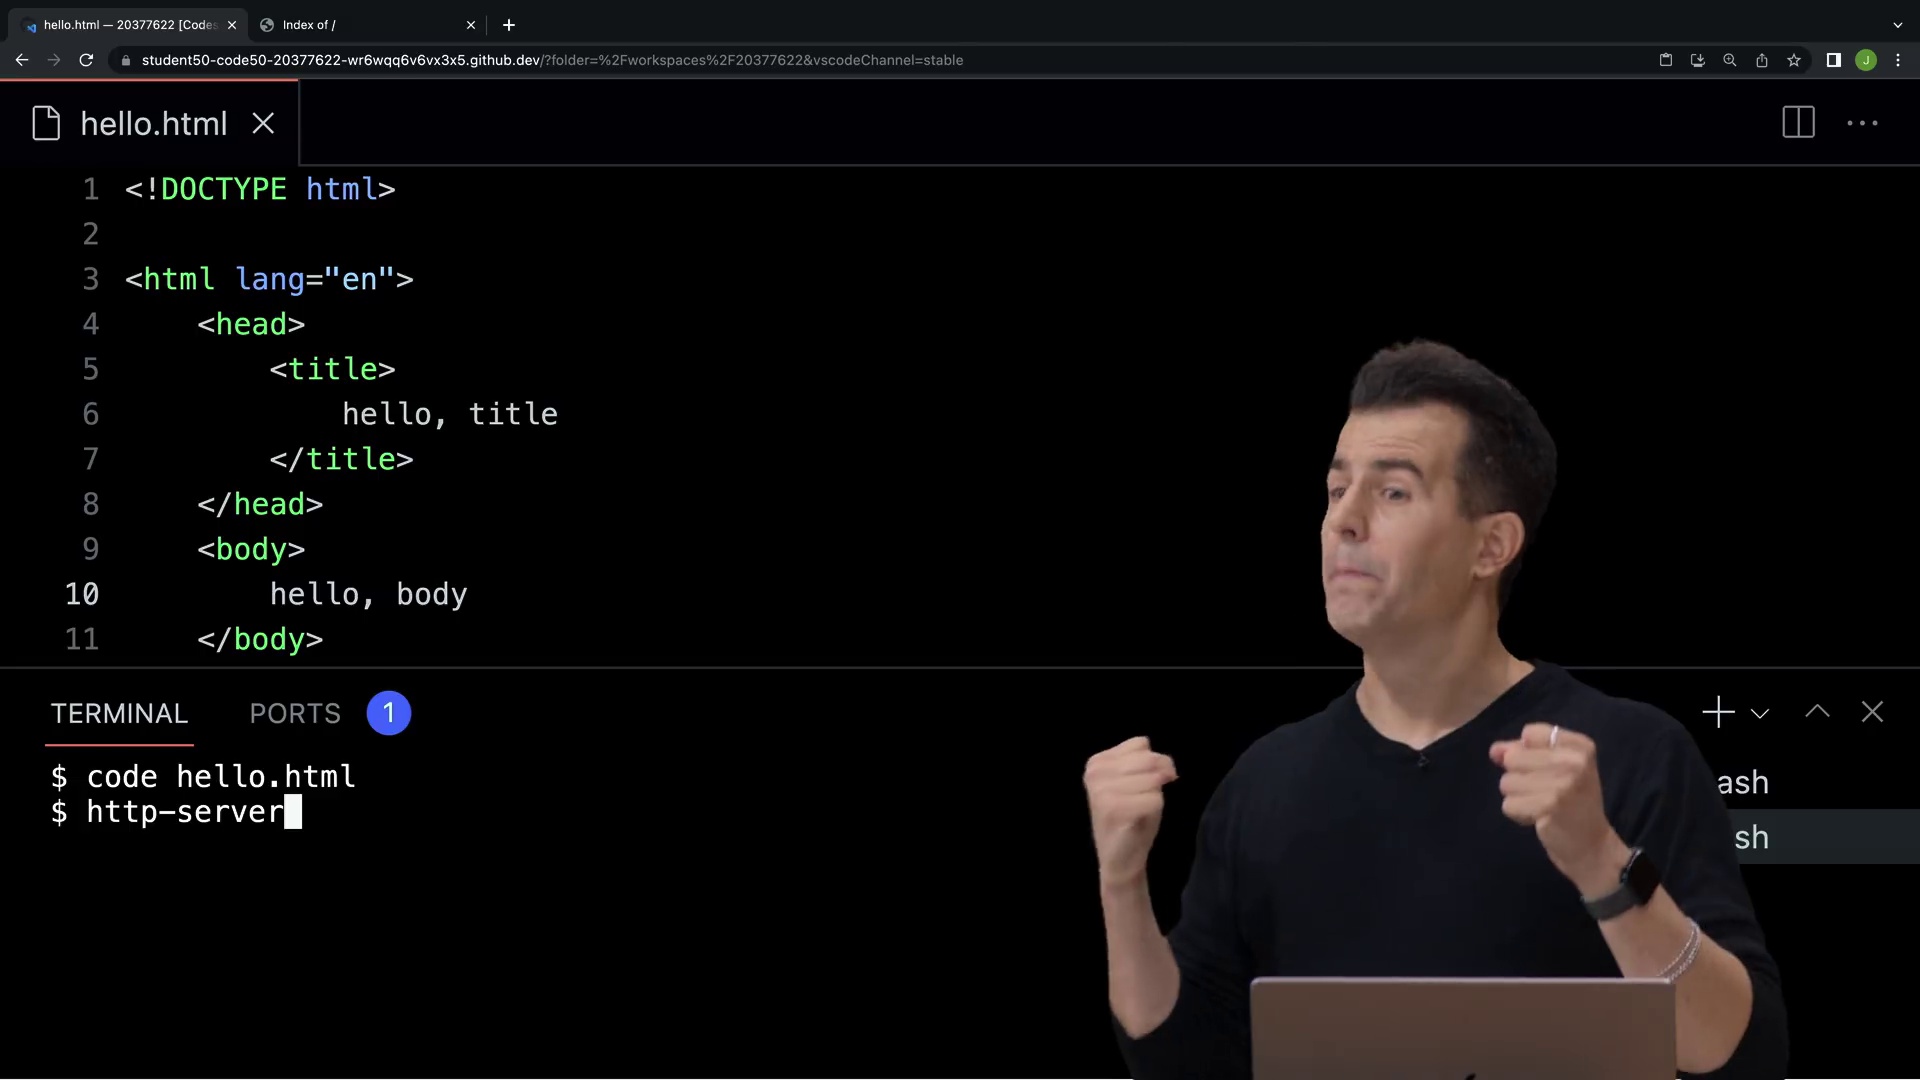 hello.html — 20377622 [Codes
Index of /
student50-code50-20377622-wr6wqq6v6vx3x5.github.dev/?folder=%2Fworkspaces%2F20377622&vscodeChannel=stable
J
hello.html
1 <!DOCTYPE html>
2
3 <html lang="en">
4 <head>
5 <title>
6 hello, title
7 </title>
8 </head>
9 <body>
10 hello, body
11 </body>
TERMINAL PORTS 1
$ code hello.html
$ http-server
ash
sh